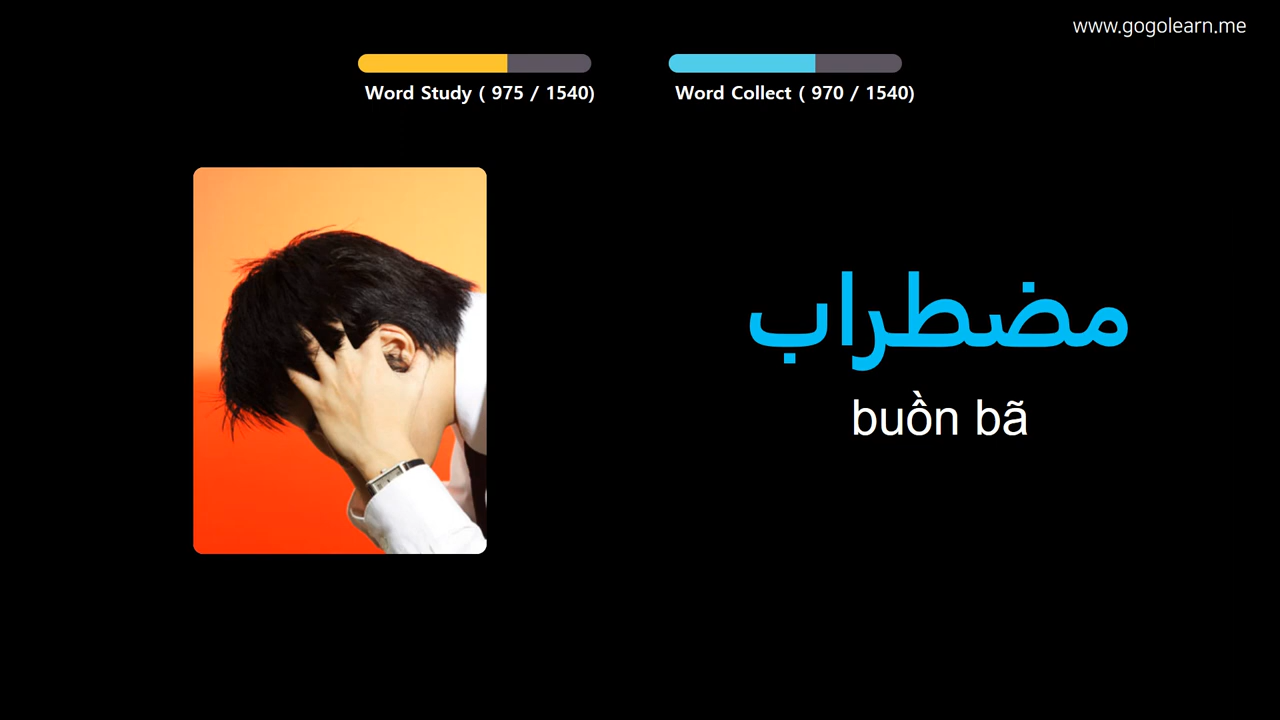 www.gogolearn.me
Word Study ( 975 / 1540)
Word Collect ( 970 / 1540)
مضطراب
buồn bã